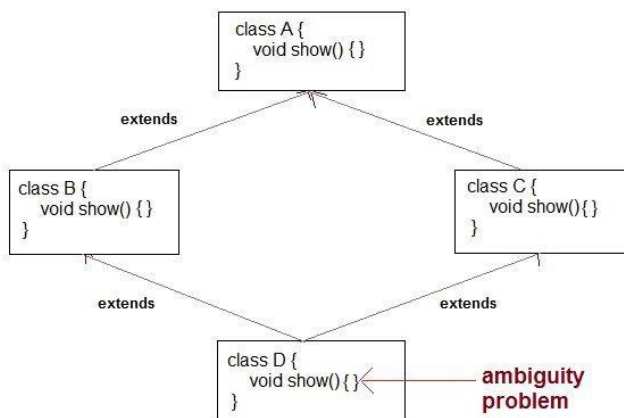 class A {
void show() { }
}
extends
extends
class B {
void show() { }
}
class C {
void show(){ }
}
extends
extends
class D {
void show(){ }
}
ambiguity
problem